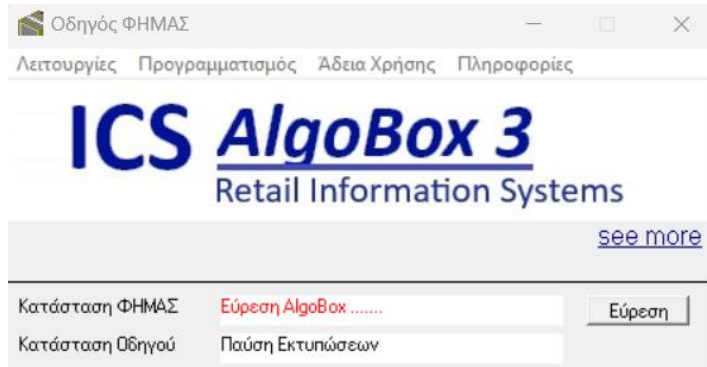 Οδηγός ΦΗΜΑΣ
Λειτουργίες Προγραμματισμός Άδεια Χρήσης Πληροφορίες
ICS AlgoBox 3
Retail Information Systems
see more
Κατάσταση ΦΗΜΑΣ Εύρεση AlgoBox ....... Εύρεση
Κατάσταση Οδηγού Παύση Εκτυπώσεων